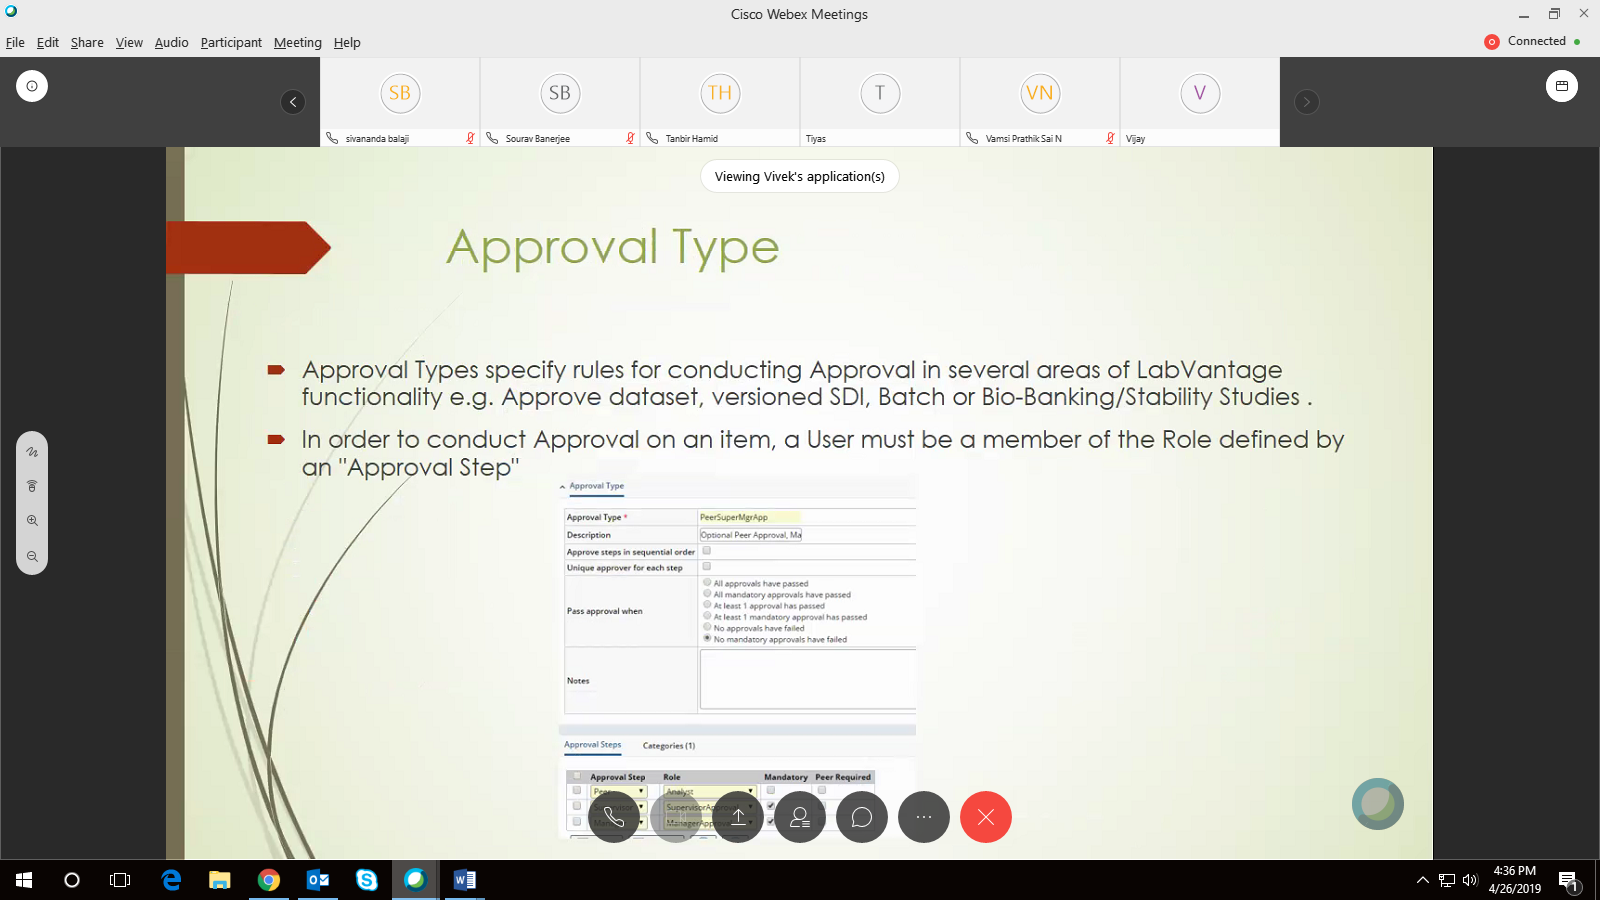 Cisco Webex Meetings
File Edit Share View Audio Participant Meeting Help
Connected
SB SB TH T VN V
sivananda balaji Sourav Banerjee Tanbir Hamid Tiyas Vamsi Prathik Sai N Vijay
Viewing Vivek's application(s)
Approval Type
Approval Types specify rules for conducting Approval in several areas of LabVantage
functionality e.g. Approve dataset, versioned SDI, Batch or Bio-Banking/Stability Studies .
In order to conduct Approval on an item, a User must be a member of the Role defined by
an "Approval Step"
Approval Type
Approval Type * PeerSuperMgrApp
Description Optional Peer Approval, Ma
Approve steps in sequential order
Unique approver for each step
Pass approval when
All approvals have passed
All mandatory approvals have passed
At least 1 approval has passed
At least 1 mandatory approval has passed
No approvals have failed
No mandatory approvals have failed
Notes
Approval Steps Categories (1)
Approval Step Role Mandatory Peer Required
Analyst
SupervisorApproval
4:36 PM
4/26/2019
1